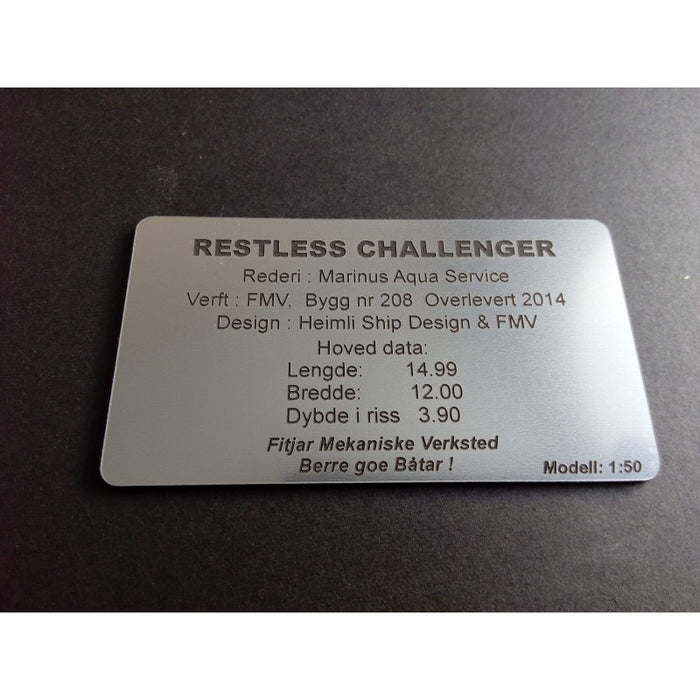 RESTLESS CHALLENGER
Rederi : Marinus Aqua Service
Verft : FMV, Bygg nr 208 Overlevert 2014
Design : Heimli Ship Design & FMV
Hoved data:
Lengde: 14.99
Bredde: 12.00
Dybde i riss 3.90
Fitjar Mekaniske Verksted
Berre goe Båtar !
Modell: 1:50